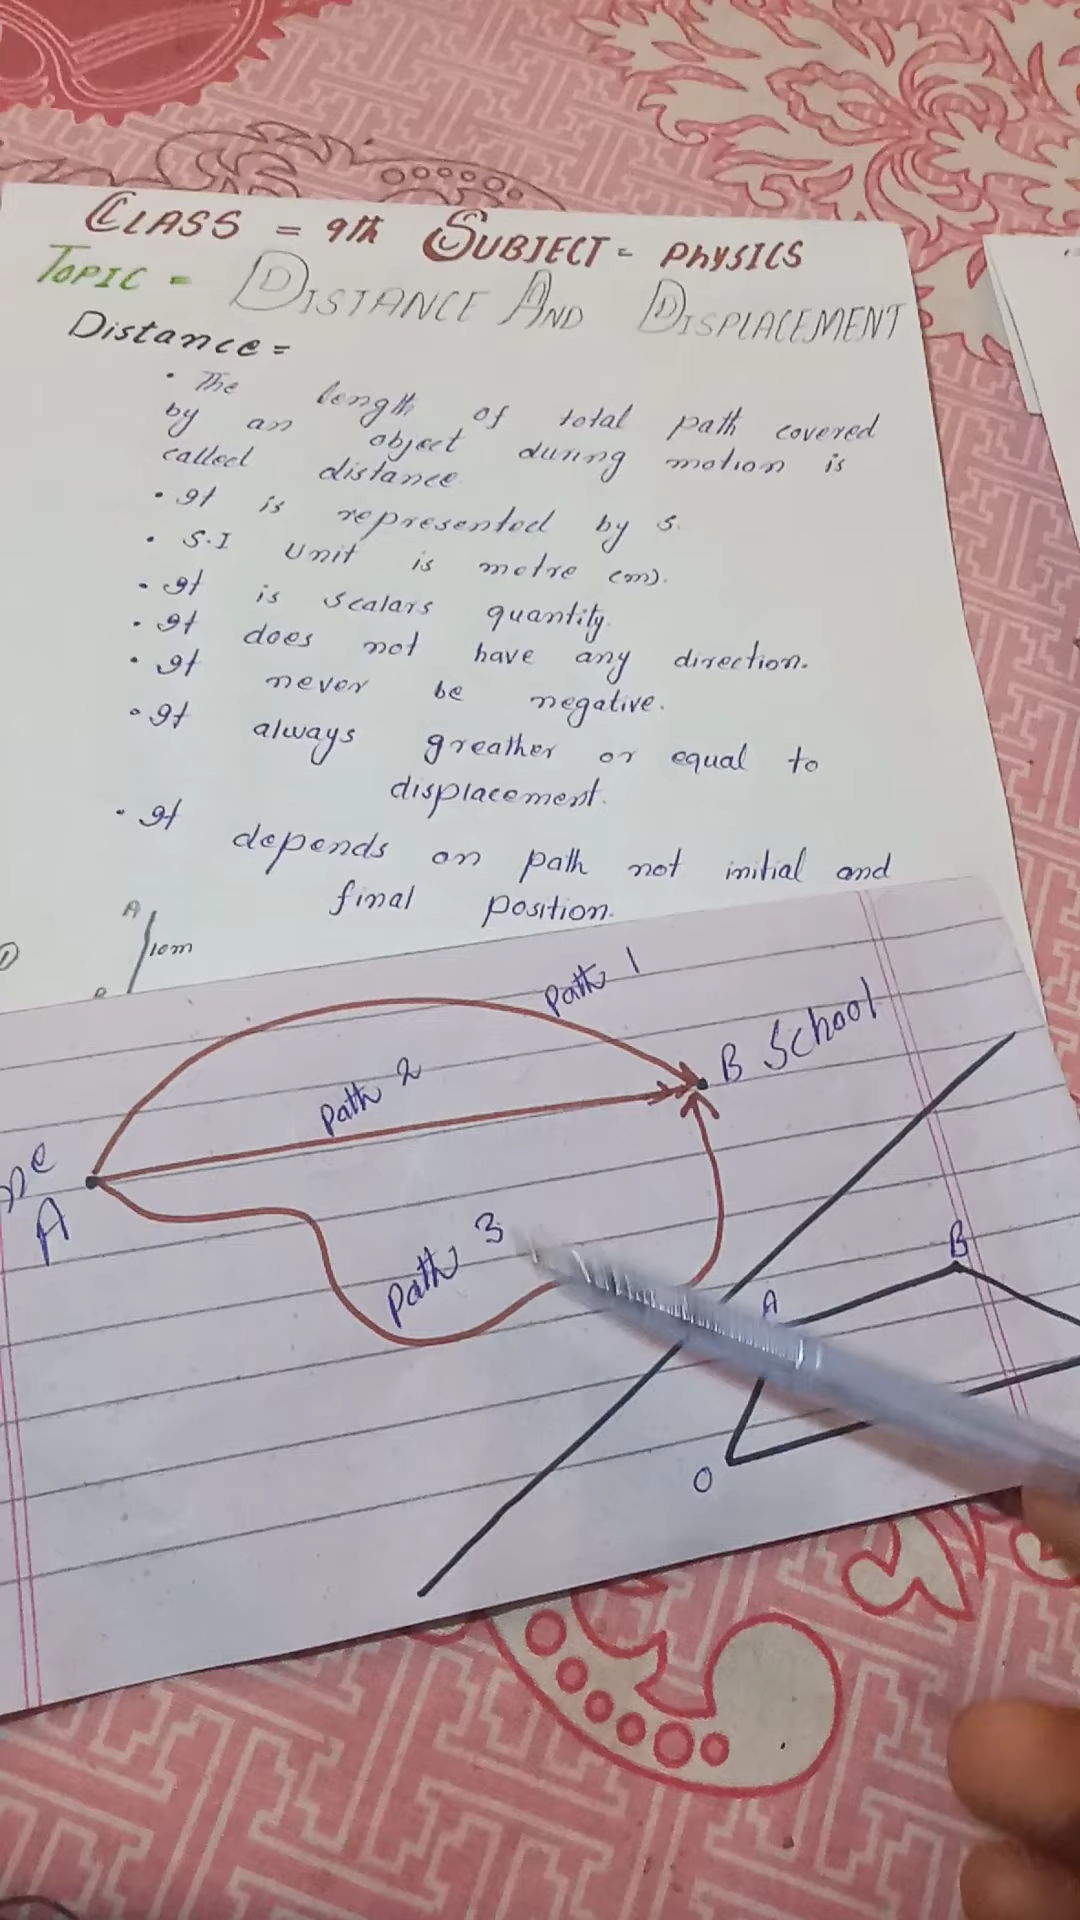 CLASS = 9th SUBJECT = PHYSICS
TOPIC = DISTANCE AND DISPLACEMENT
Distance =
• The length of total path covered
by an object during motion is
called distance.
• It is represented by s.
• S.I Unit is metre (m).
• It is scalars quantity.
• It does not have any direction.
• It never be negative.
• It always greather or equal to
displacement.
• It depends on path not initial and
final position.
A
10m
Path 1
B School
Path 2
A
Path 3
B
A
O